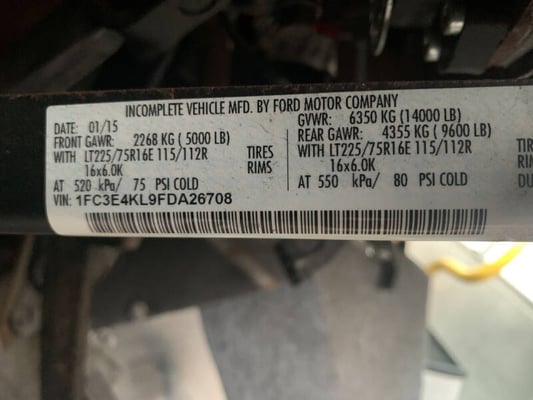 INCOMPLETE VEHICLE MFD. BY FORD MOTOR COMPANY
DATE: 01/15 GVWR: 6350 KG (14000 LB)
FRONT GAWR: 2268 KG ( 5000 LB) REAR GAWR: 4355 KG ( 9600 LB)
WITH LT225/75R16E 115/112R TIRES WITH LT225/75R16E 115/112R TIRES
16x6.0K RIMS 16x6.0K RIMS
AT 520 kPa/ 75 PSI COLD AT 550 kPa/ 80 PSI COLD
VIN: 1FC3E4KL9FDA26708